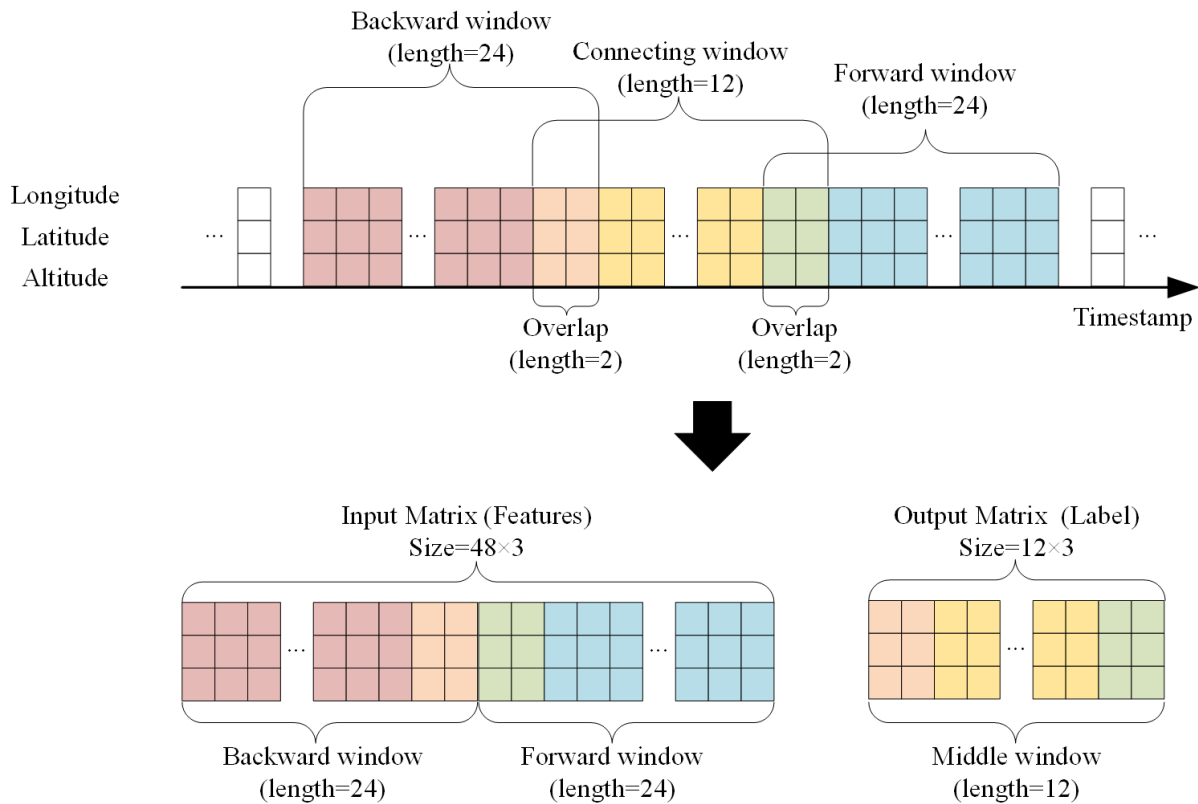 Backward window
(length=24)
Connecting window
(length=12)
Forward window
(length=24)
Longitude
Latitude
Altitude
...
...
...
...
...
Timestamp
Overlap
(length=2)
Overlap
(length=2)
Input Matrix (Features)
Size=48×3
Output Matrix (Label)
Size=12×3
...
...
...
Backward window
(length=24)
Forward window
(length=24)
Middle window
(length=12)